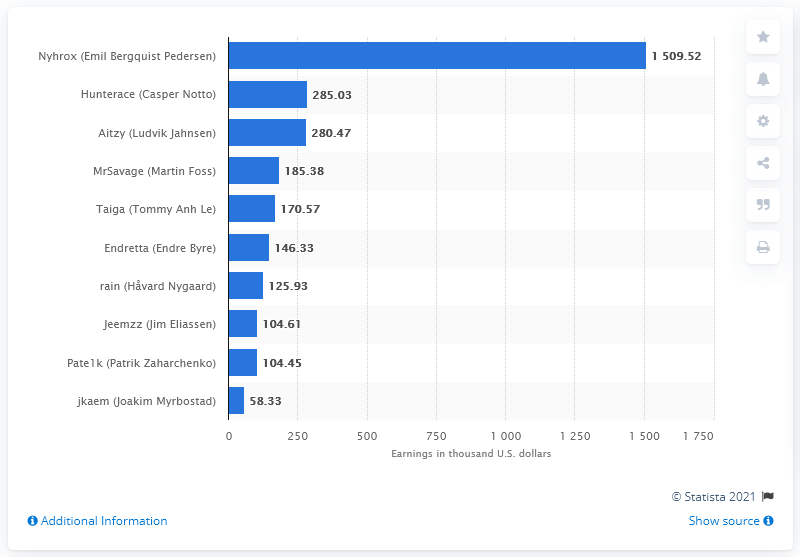 Nyhrox (Emil Bergquist Pedersen) 1 509.52
Hunterace (Casper Notto) 285.03
Aitzy (Ludvik Jahnsen) 280.47
MrSavage (Martin Foss) 185.38
Taiga (Tommy Anh Le) 170.57
Endretta (Endre Byre) 146.33
rain (Håvard Nygaard) 125.93
Jeemzz (Jim Eliassen) 104.61
Pate1k (Patrik Zaharchenko) 104.45
jkaem (Joakim Myrbostad) 58.33
0 250 500 750 1 000 1 250 1 500 1 750
Earnings in thousand U.S. dollars
© Statista 2021
Additional Information Show source